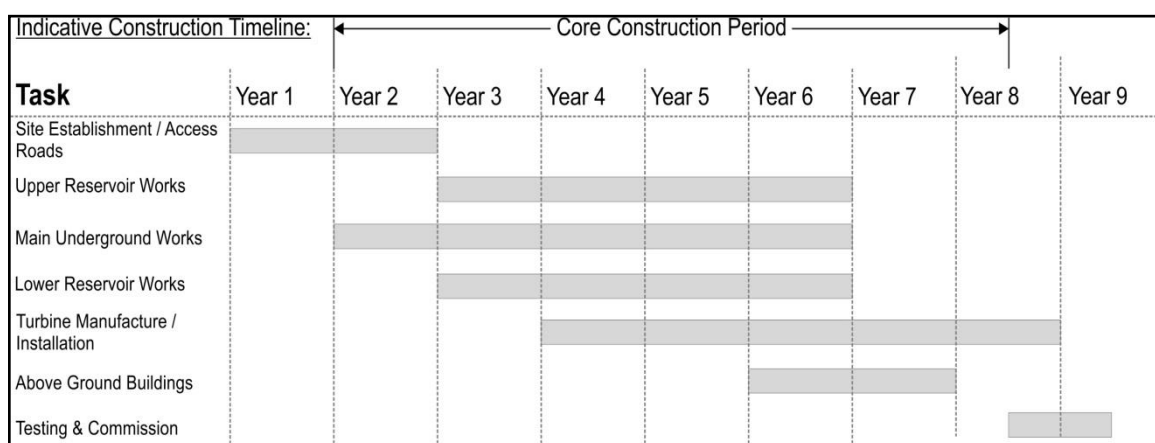 Indicative Construction Timeline:
Core Construction Period
Task
Year 1
Year 2
Year 3
Year 4
Year 5
Year 6
Year 7
Year 8
Year 9
Site Establishment / Access
Roads
Upper Reservoir Works
Main Underground Works
Lower Reservoir Works
Turbine Manufacture /
Installation
Above Ground Buildings
Testing & Commission